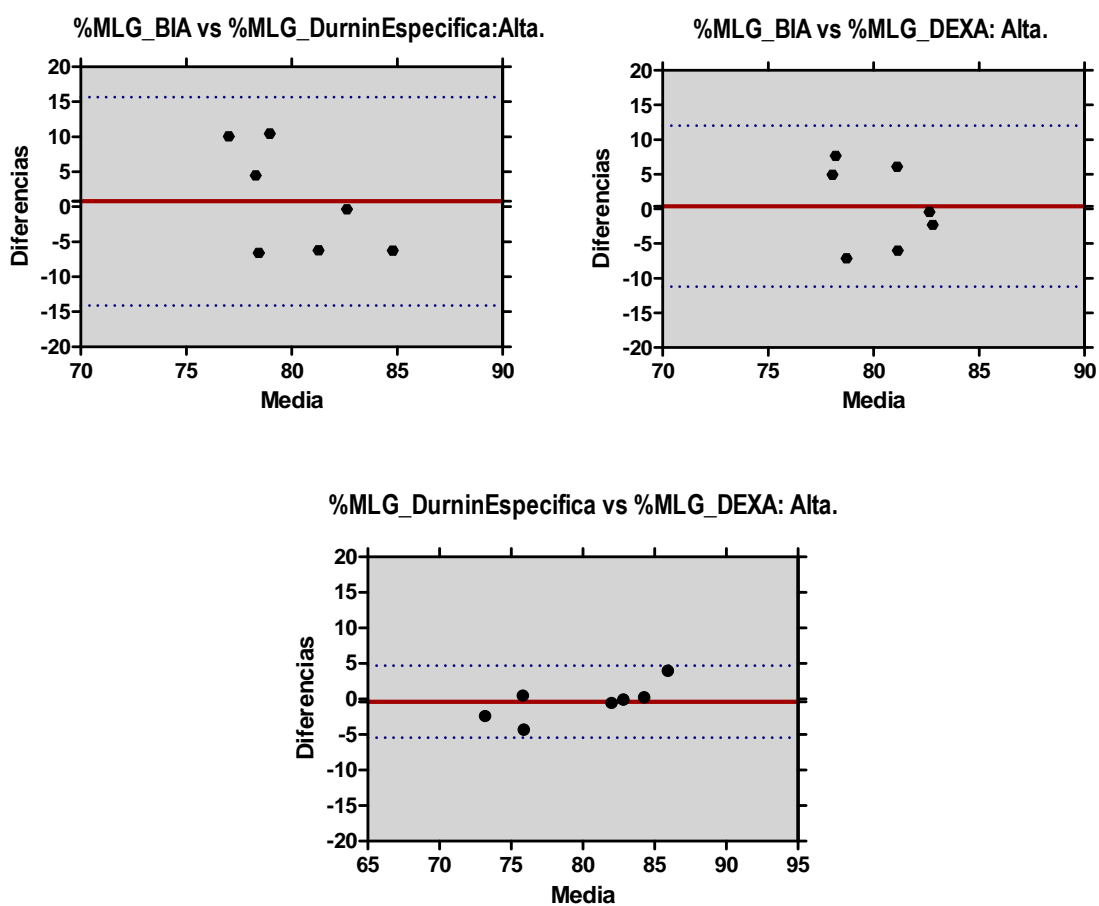 %MLG_BIA vs %MLG_DurninEspecifica:Alta.
20
15
10
5
0
-5
-10
-15
-20
Diferencias
70 75 80 85 90
Media
%MLG_BIA vs %MLG_DEXA: Alta.
20
15
10
5
0
-5
-10
-15
-20
Diferencias
70 75 80 85 90
Media
%MLG_DurninEspecifica vs %MLG_DEXA: Alta.
20
15
10
5
0
-5
-10
-15
-20
Diferencias
65 70 75 80 85 90 95
Media